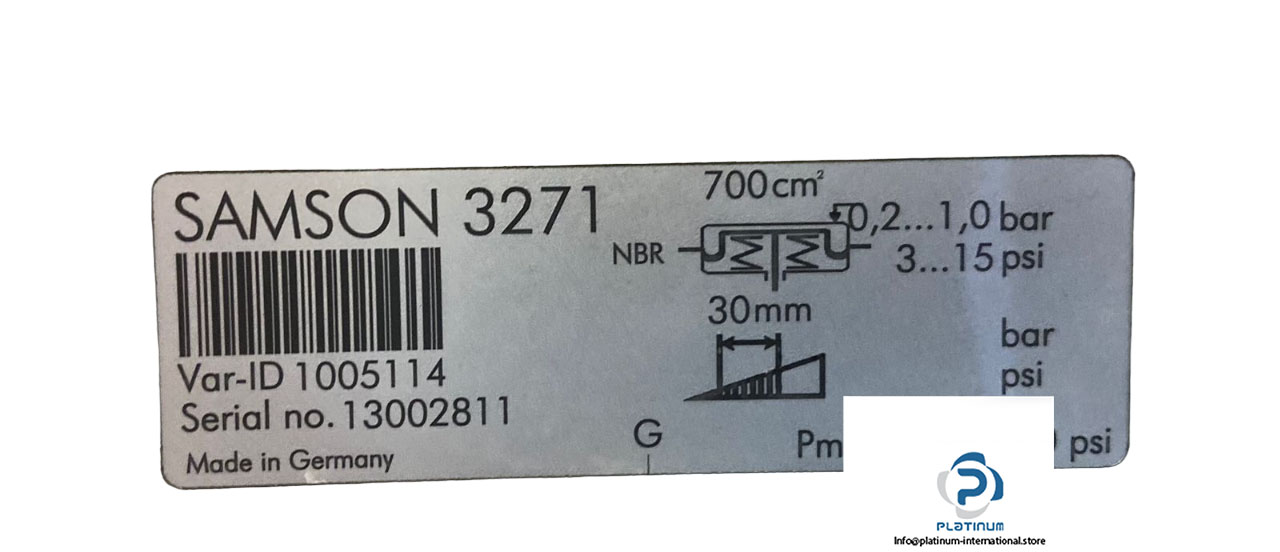 SAMSON 3271
Var-ID 1005114
Serial no. 13002811
Made in Germany
700cm²
NBR
0,2...1,0 bar
3...15 psi
30mm
bar
psi
G
Pm
psi
PLATINUM
Info@platinum-international.store